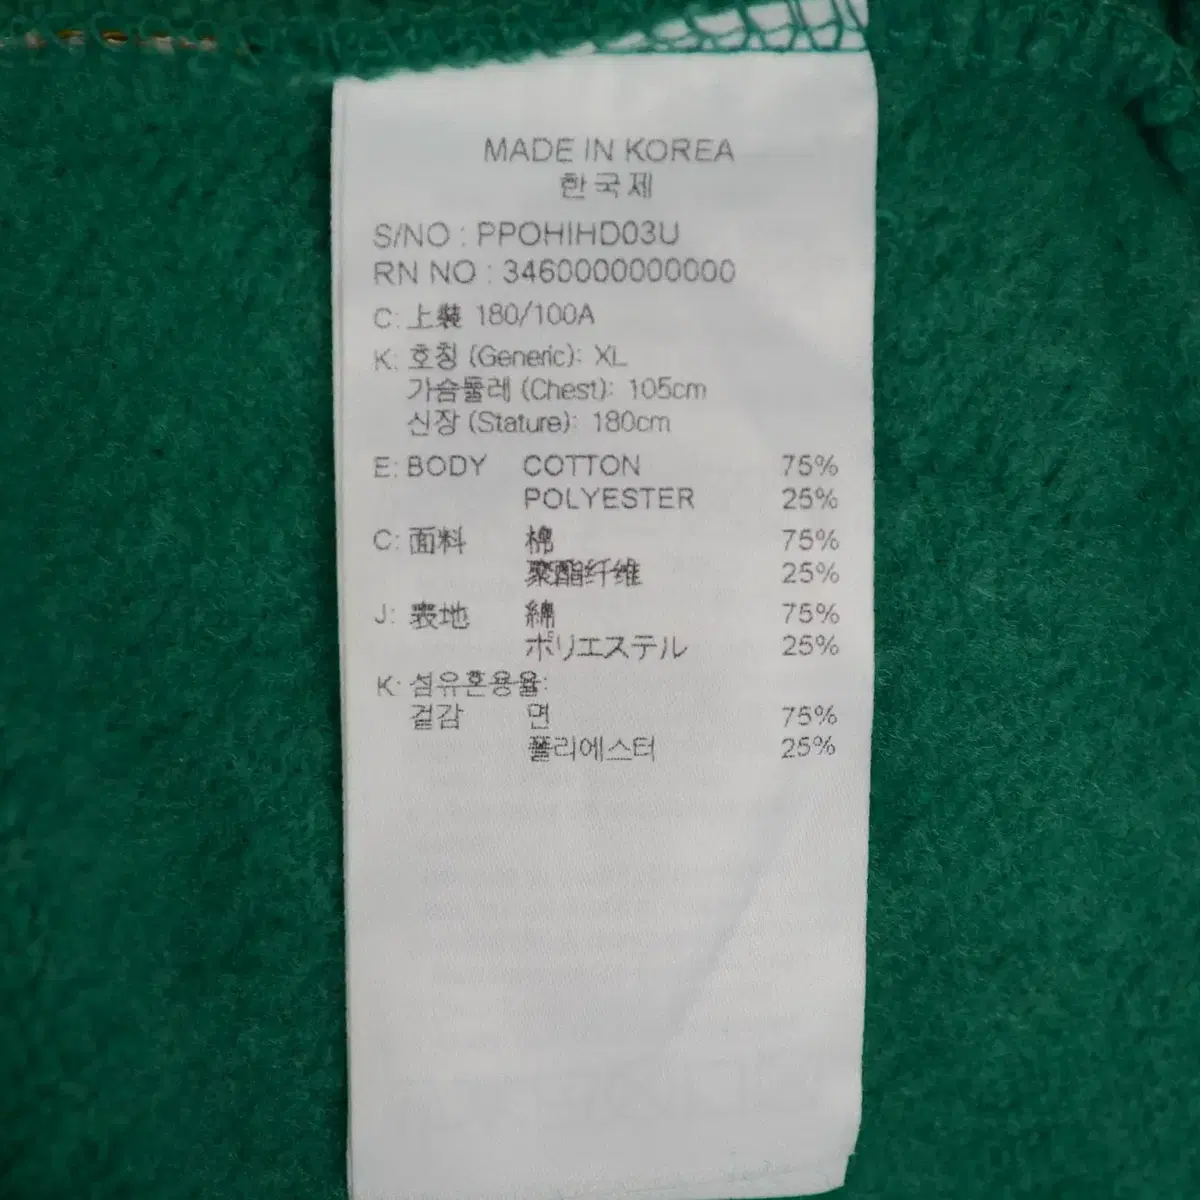 MADE IN KOREA
한국제
S/NO : PPOHIHD03U
RN NO : 3460000000000
C: 上裝 180/100A
K: 호칭 (Generic): XL
가슴둘레 (Chest): 105cm
신장 (Stature): 180cm
E: BODY COTTON 75%
POLYESTER 25%
C: 面料 棉 75%
聚酯纤维 25%
J: 表地 綿 75%
ポリエステル 25%
K: 섬유혼용율:
겉감 면 75%
폴리에스터 25%